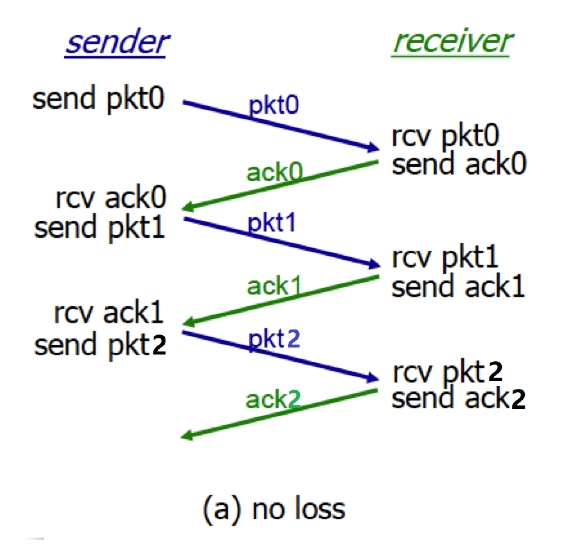 sender
receiver
send pkt0
pkt0
rcv pkt0
send ack0
ack0
rcv ack0
send pkt1
pkt1
rcv pkt1
send ack1
ack1
rcv ack1
send pkt2
pkt2
rcv pkt2
send ack2
ack2
(a) no loss